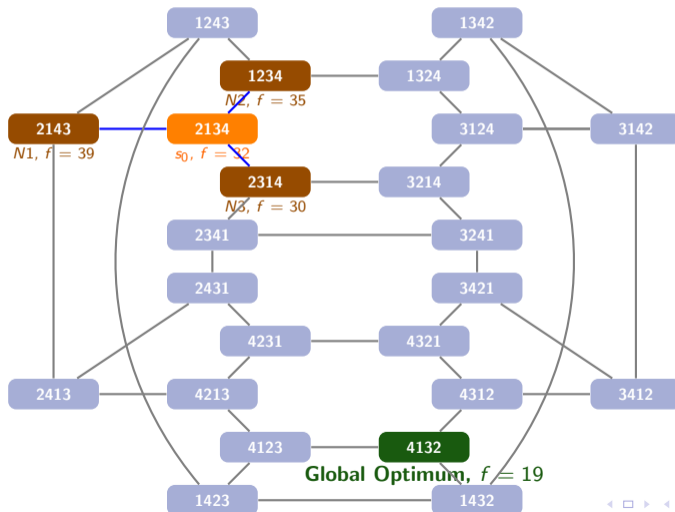 1243 1342
1234 1324
N2, f = 35
2143 2134 3124 3142
N1, f = 39 s0, f = 32
2314 3214
N3, f = 30
2341 3241
2431 3421
4231 4321
2413 4213 4312 3412
4123 4132
Global Optimum, f = 19
1423 1432